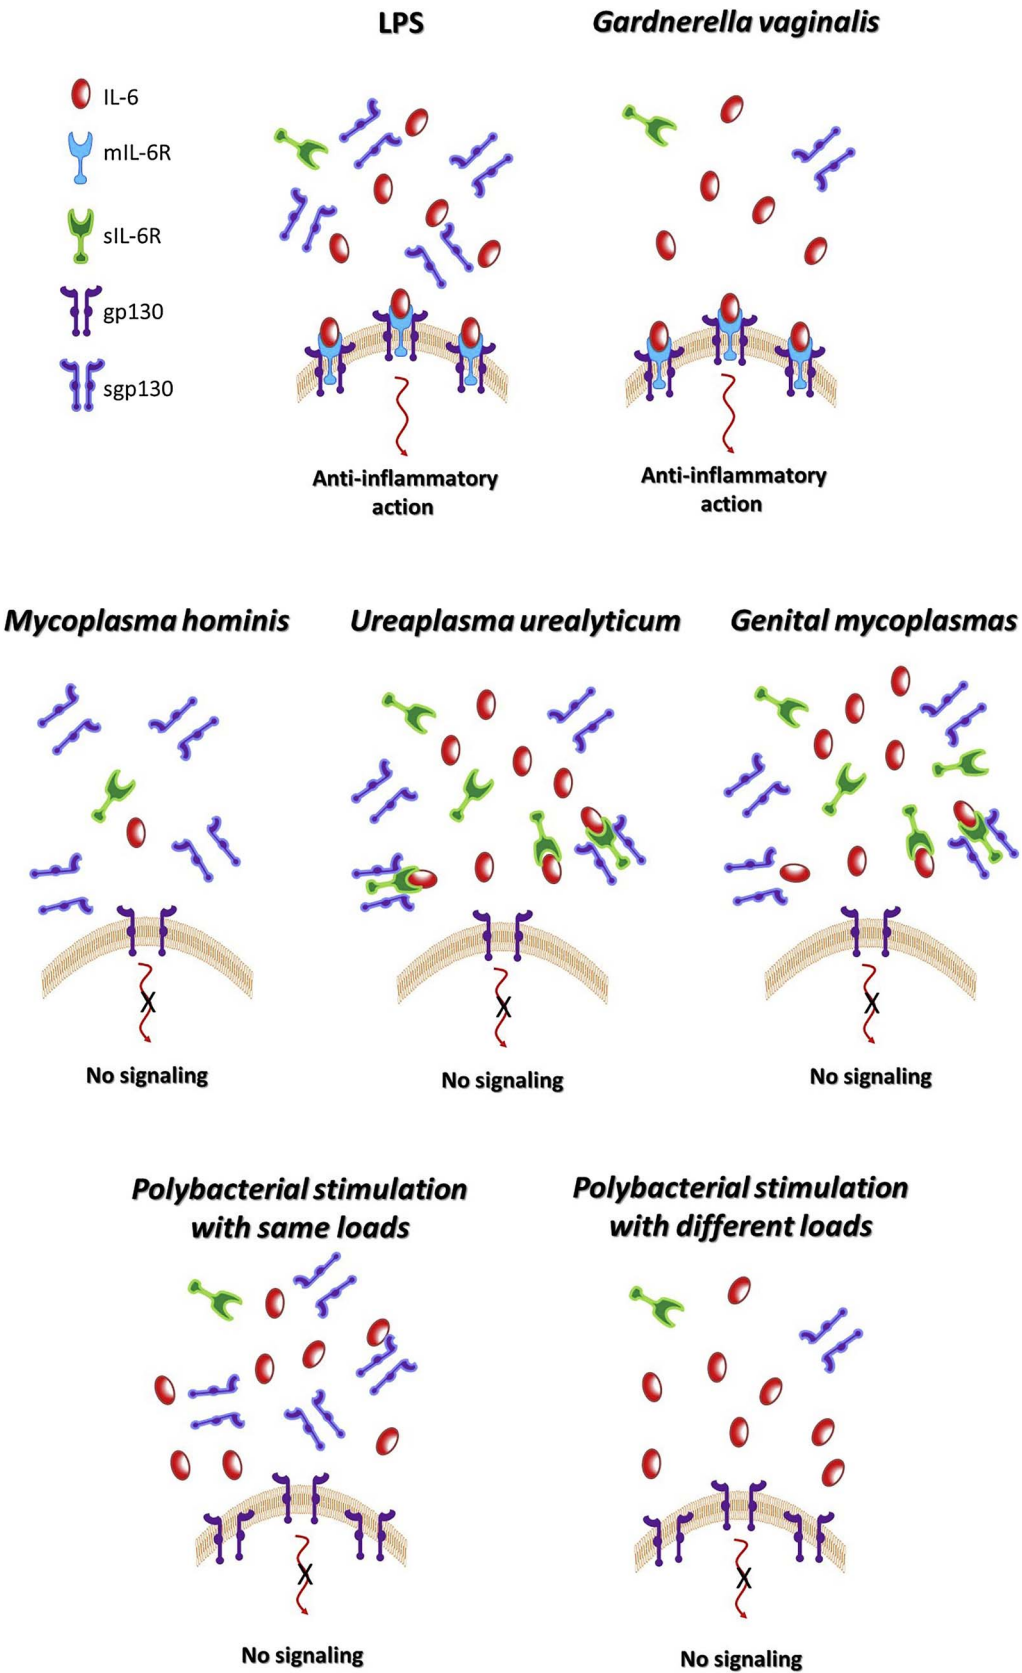 LPS
Gardnerella vaginalis
IL-6
mIL-6R
sIL-6R
gp130
sgp130
Anti-inflammatory
action
Anti-inflammatory
action
Mycoplasma hominis
Ureaplasma urealyticum
Genital mycoplasmas
X
X
X
No signaling
No signaling
No signaling
Polybacterial stimulation
with same loads
Polybacterial stimulation
with different loads
X
X
No signaling
No signaling